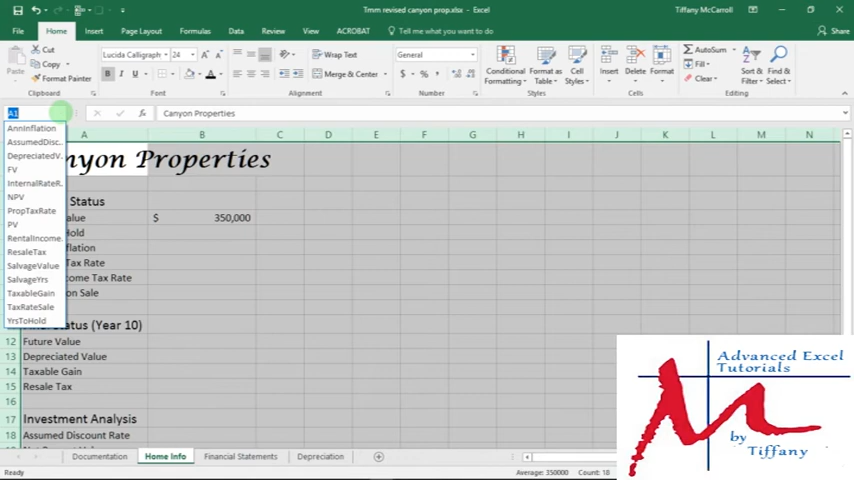 Tmm revised canyon prop.xlsx - Excel
Tiffany McCarroll
File Home Insert Page Layout Formulas Data Review View ACROBAT Tell me what you want to do Share
Paste
Cut
Copy
Format Painter
Clipboard
Lucida Calligraph 24 A A
B I U
Font
Wrap Text
Merge & Center
Alignment
General
$ % ,
Number
Conditional Formatting
Format as Table
Cell Styles
Styles
Insert Delete Format
Cells
AutoSum
Fill
Clear
Sort & Filter
Find & Select
Editing
A1 fx Canyon Properties
A B C D E F G H I J K L M N
AnnInflation
AssumedDisc...
DepreciatedV...
FV
InternalRateR...
NPV
PropTaxRate
PV
RentalIncome...
ResaleTax
SalvageValue
SalvageYrs
TaxableGain
TaxRateSale
YrsToHold
nyon Properties
Status
alue $ 350,000
Hold
flation
Tax Rate
come Tax Rate
on Sale
tatus (Year 10)
12 Future Value
13 Depreciated Value
14 Taxable Gain
15 Resale Tax
16
17 Investment Analysis
18 Assumed Discount Rate
Documentation Home Info Financial Statements Depreciation
Ready
Average: 350000 Count: 18
Advanced Excel
Tutorials
by
Tiffany